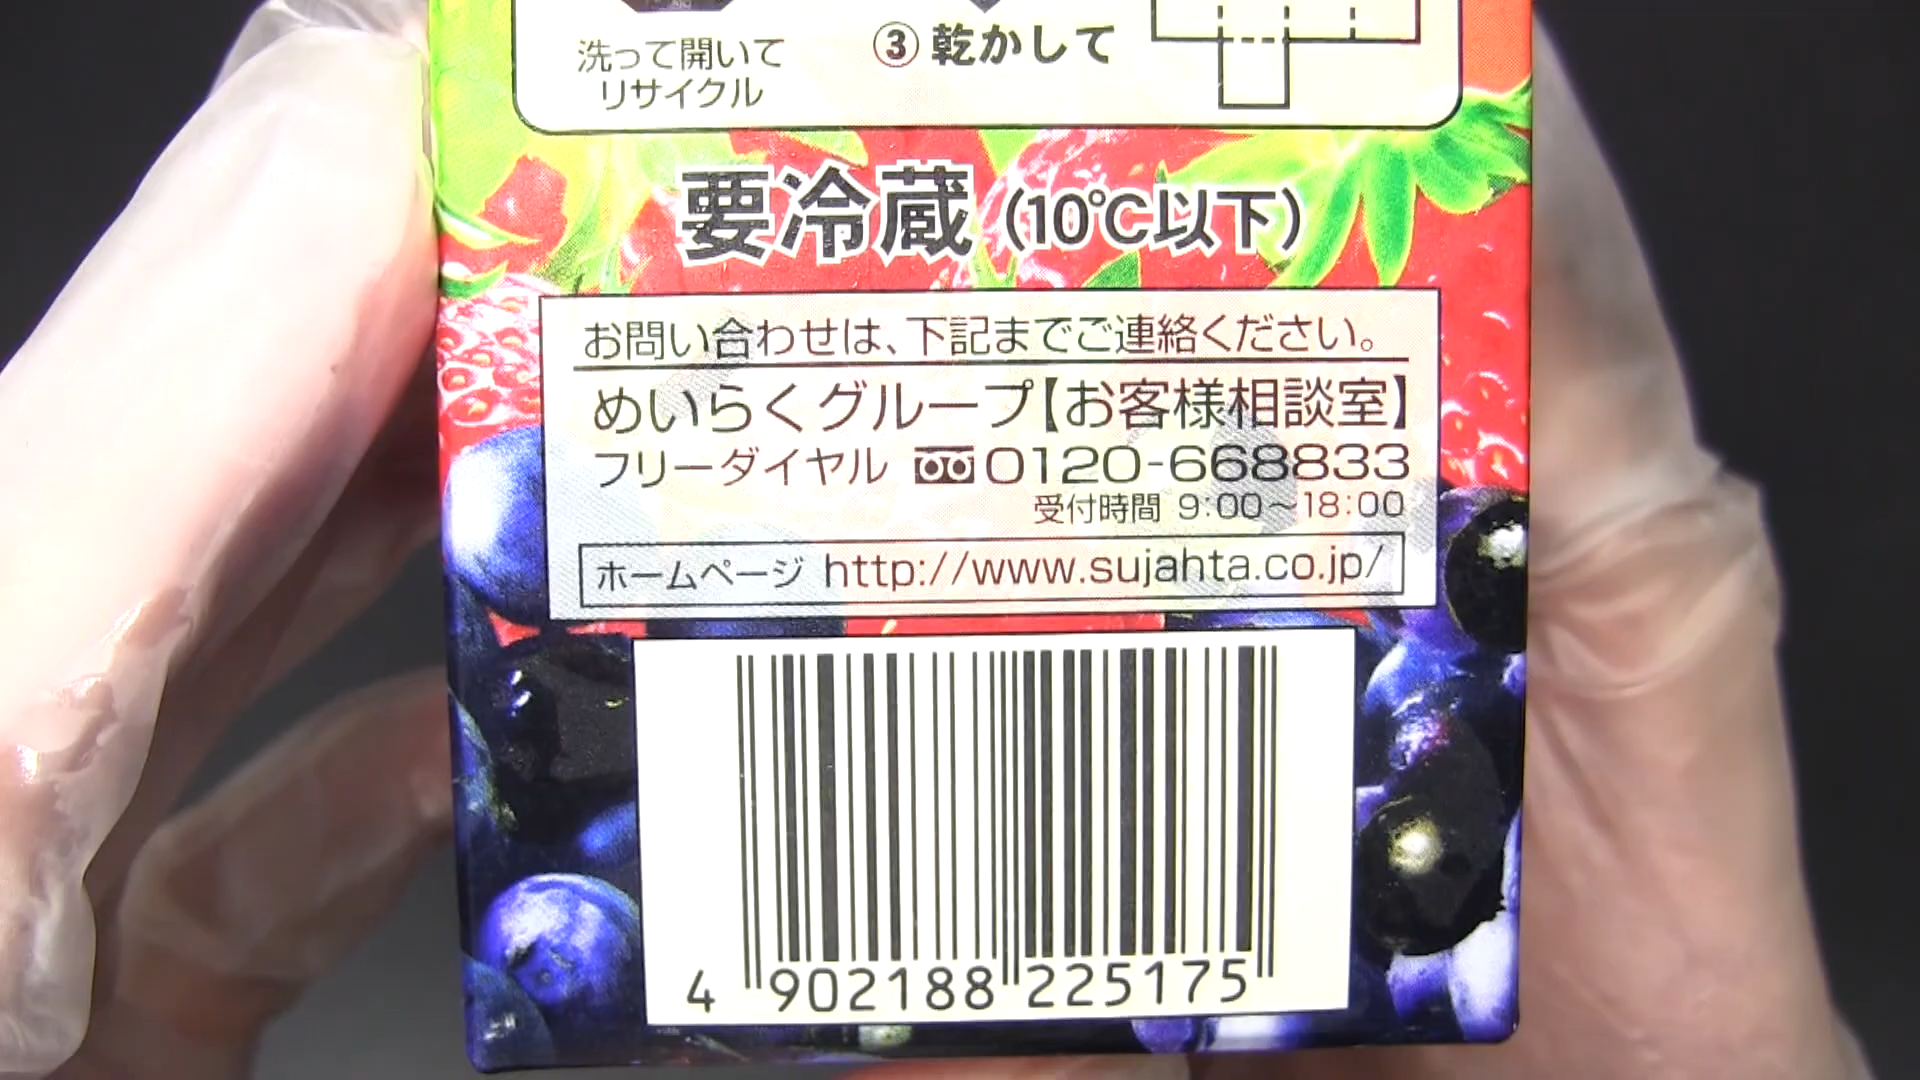 洗って開いて
リサイクル
③乾かして
要冷蔵(10℃以下)
お問い合わせは、下記までご連絡ください。
めいらくグループ【お客様相談室】
フリーダイヤル 0120-668833
受付時間 9:00～18:00
ホームページ http://www.sujahta.co.jp/
4 902188 225175